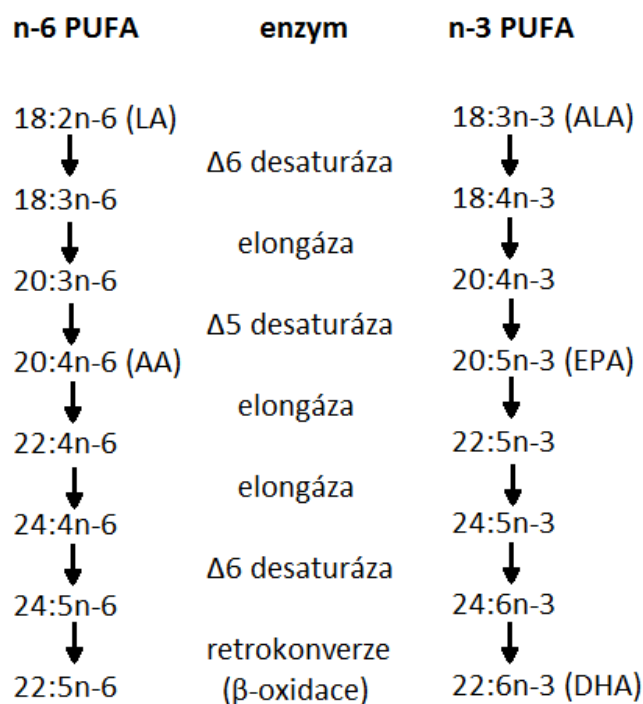 n-6 PUFA enzym n-3 PUFA
18:2n-6 (LA) 18:3n-3 (ALA)
Δ6 desaturáza
18:3n-6 18:4n-3
elongáza
20:3n-6 20:4n-3
Δ5 desaturáza
20:4n-6 (AA) 20:5n-3 (EPA)
elongáza
22:4n-6 22:5n-3
elongáza
24:4n-6 24:5n-3
Δ6 desaturáza
24:5n-6 24:6n-3
retrokonverze
22:5n-6 (β-oxidace) 22:6n-3 (DHA)